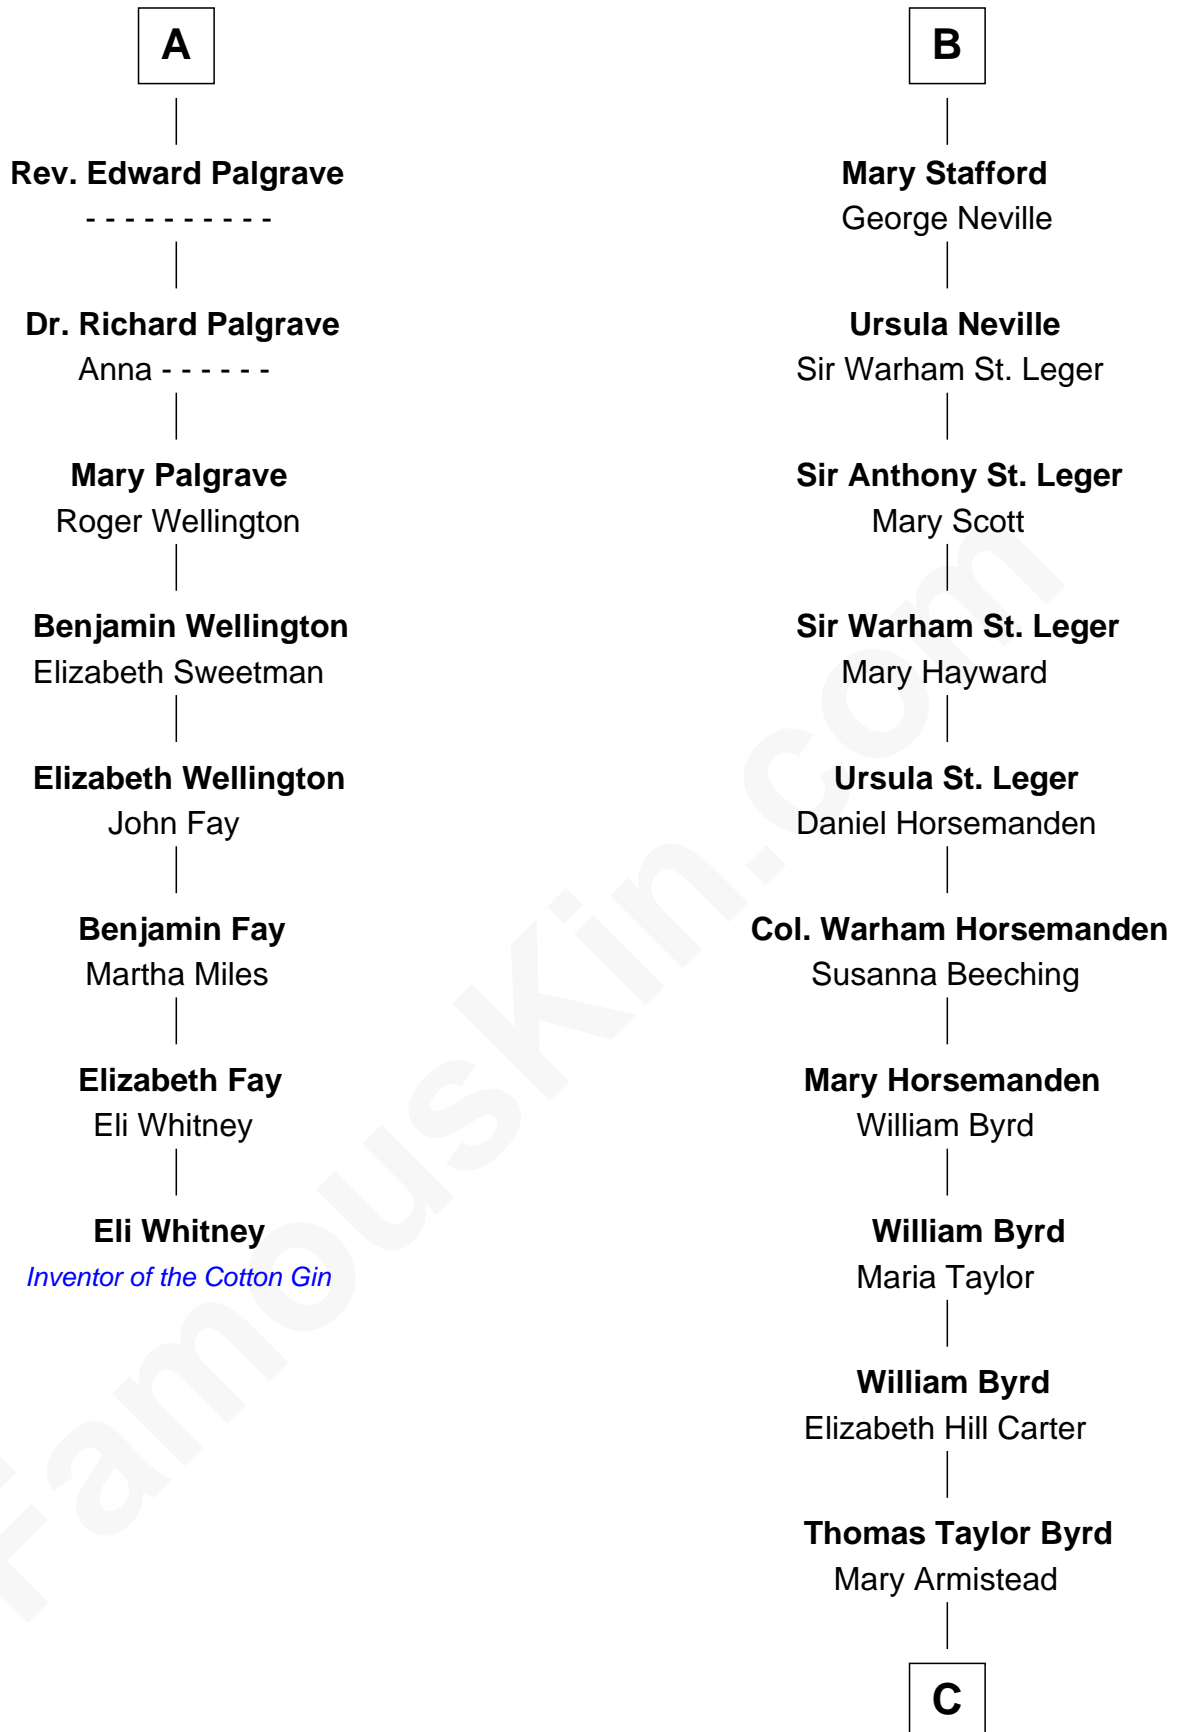 A
Rev. Edward Palgrave
- - - - - - - - - -
Dr. Richard Palgrave
Anna - - - - - -
Mary Palgrave
Roger Wellington
Benjamin Wellington
Elizabeth Sweetman
Elizabeth Wellington
John Fay
Benjamin Fay
Martha Miles
Elizabeth Fay
Eli Whitney
Eli Whitney
Inventor of the Cotton Gin
B
Mary Stafford
George Neville
Ursula Neville
Sir Warham St. Leger
Sir Anthony St. Leger
Mary Scott
Sir Warham St. Leger
Mary Hayward
Ursula St. Leger
Daniel Horsemanden
Col. Warham Horsemanden
Susanna Beeching
Mary Horsemanden
William Byrd
William Byrd
Maria Taylor
William Byrd
Elizabeth Hill Carter
Thomas Taylor Byrd
Mary Armistead
C
FamousKin.com